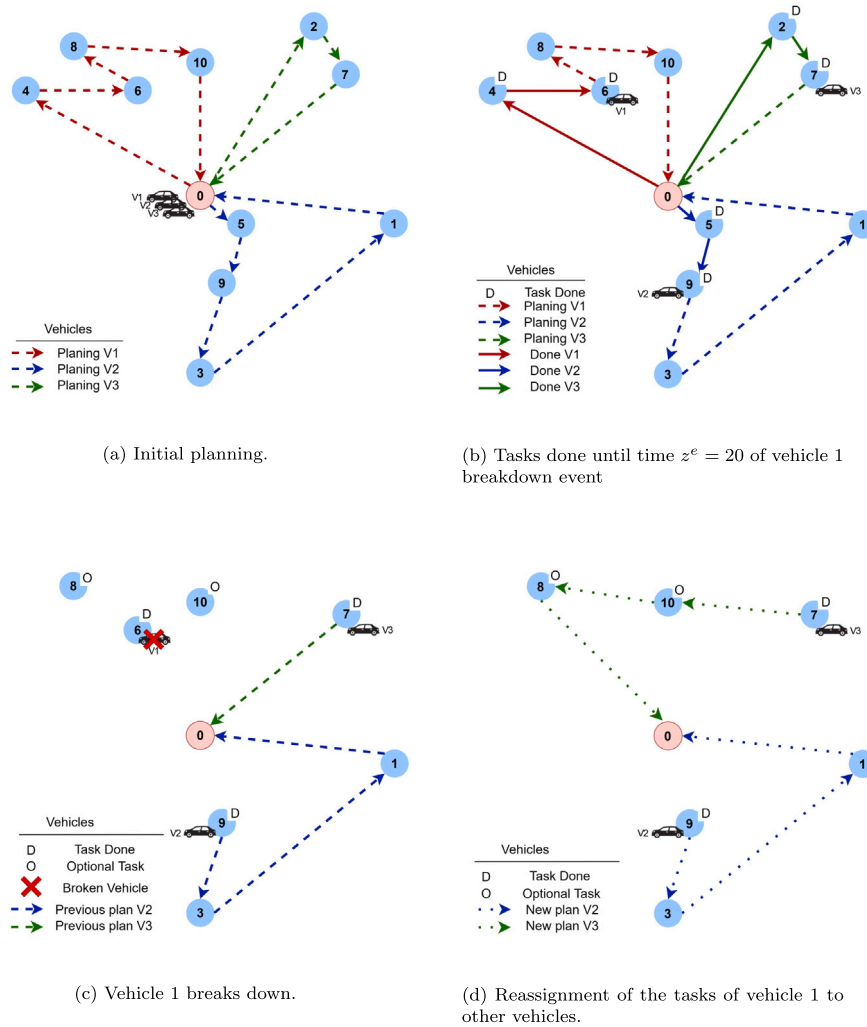 2
8
10
7
4
6
0
V1
V2
V3
5
1
9
3
Vehicles
Planing V1
Planing V2
Planing V3
(a) Initial planning.
D
2
8
10
D
7
V3
D
4
D
6
V1
0
D
5
1
V2
9
D
3
Vehicles
D Task Done
Planing V1
Planing V2
Planing V3
Done V1
Done V2
Done V3
(b) Tasks done until time z^e = 20 of vehicle 1
breakdown event
8 O
10 O
D
7
V3
D
6
V1
0
1
V2
9
D
3
Vehicles
D Task Done
O Optional Task
Broken Vehicle
Previous plan V2
Previous plan V3
(c) Vehicle 1 breaks down.
8 O
10 O
D
7
V3
0
1
V2
9
D
3
Vehicles
D Task Done
O Optional Task
New plan V2
New plan V3
(d) Reassignment of the tasks of vehicle 1 to
other vehicles.